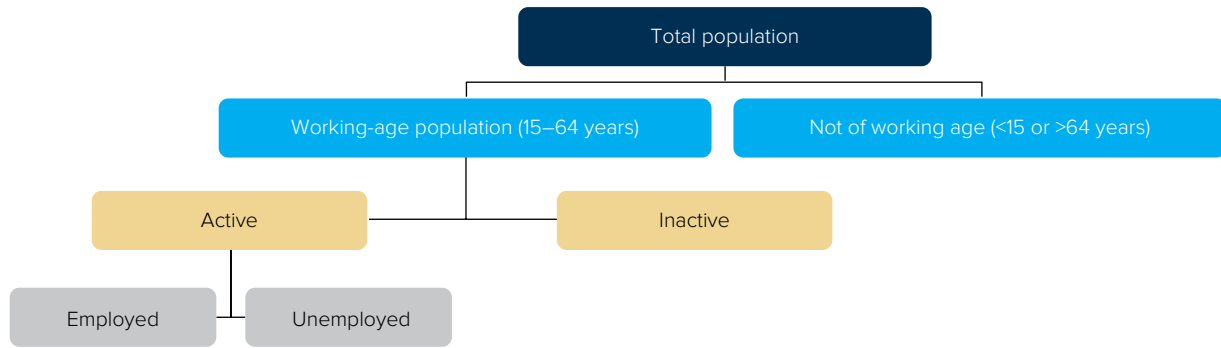 Total population
Working-age population (15–64 years)
Not of working age (<15 or >64 years)
Active
Inactive
Employed
Unemployed